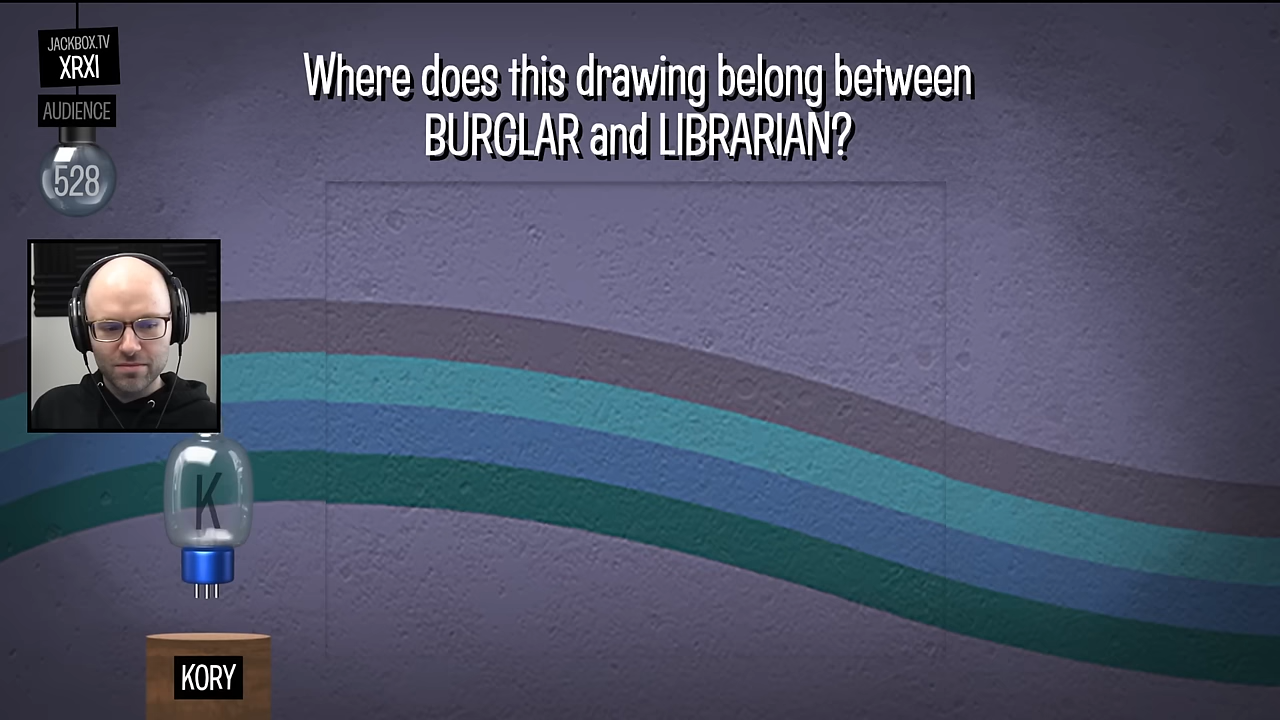 JACKBOX.TV
XRXI
AUDIENCE
528
Where does this drawing belong between
BURGLAR and LIBRARIAN?
K
KORY